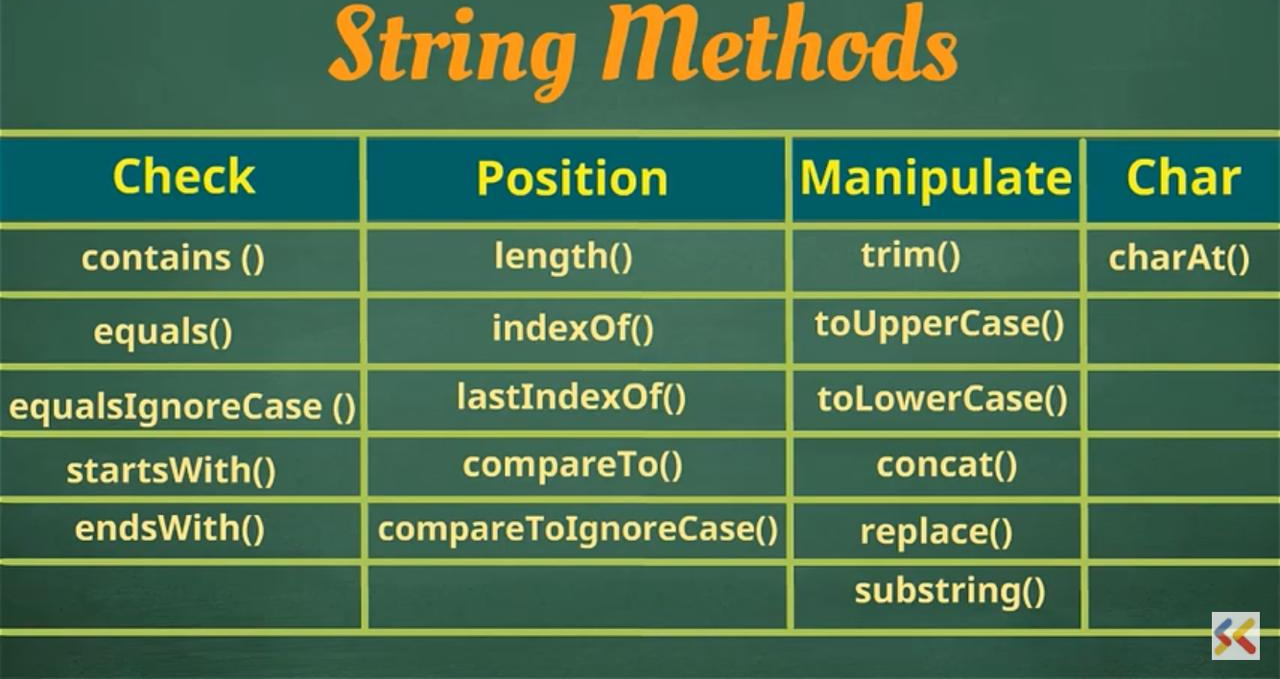 String Methods
Check Position Manipulate Char
contains () length() trim() charAt()
equals() indexOf() toUpperCase()
equalsIgnoreCase () lastIndexOf() toLowerCase()
startsWith() compareTo() concat()
endsWith() compareToIgnoreCase() replace()
substring()